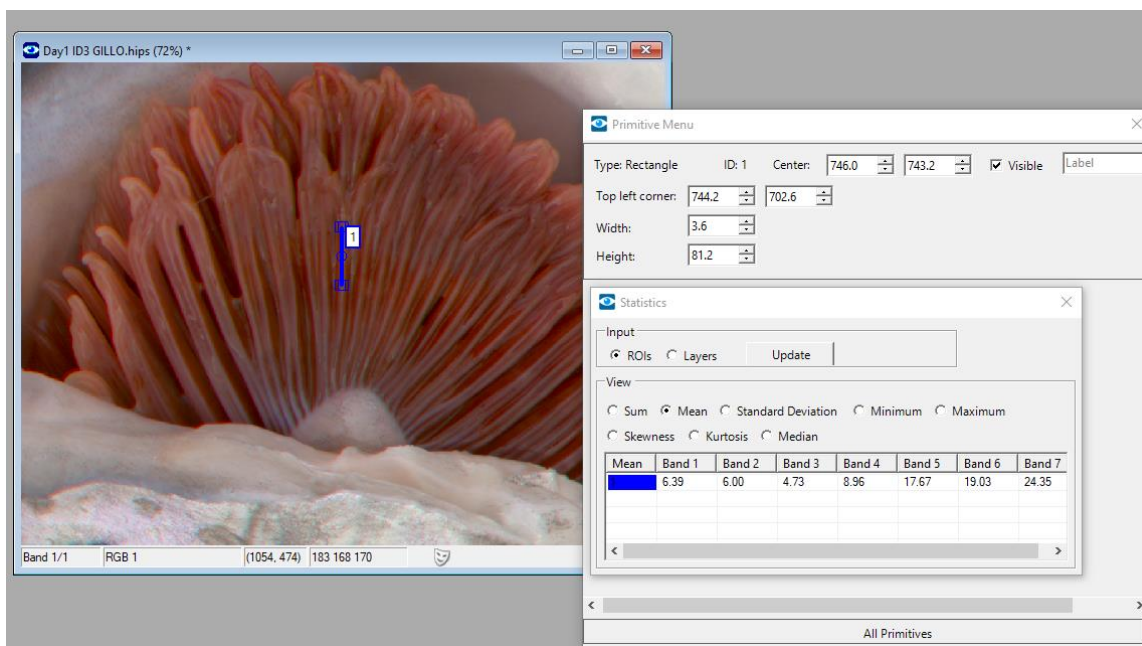 Day1 ID3 GILLO.hips (72%) *
1
Band 1/1 RGB 1 (1054, 474) 183 168 170
Primitive Menu
Type: Rectangle ID: 1 Center: 746.0 743.2 Visible Label
Top left corner: 744.2 702.6
Width: 3.6
Height: 81.2
Statistics
Input
ROIs Layers Update
View
Sum Mean Standard Deviation Minimum Maximum
Skewness Kurtosis Median
Mean Band 1 Band 2 Band 3 Band 4 Band 5 Band 6 Band 7
6.39 6.00 4.73 8.96 17.67 19.03 24.35
All Primitives